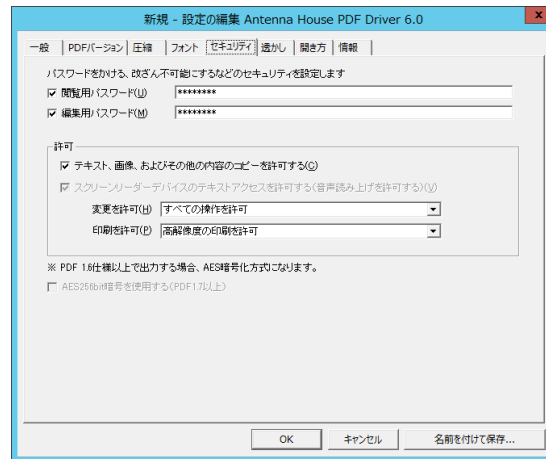 新規 - 設定の編集 Antenna House PDF Driver 6.0
x
一般 PDFバージョン 圧縮 フォント セキュリティ 透かし 開き方 情報
パスワードをかける、改ざん不可能にするなどのセキュリティを設定します
閲覧用パスワード(U) ********
編集用パスワード(M) ********
許可
テキスト、画像、およびその他の内容のコピーを許可する(C)
スクリーンリーダーデバイスのテキストアクセスを許可する(音声読み上げを許可する)(V)
変更を許可(H) すべての操作を許可
印刷を許可(P) 高解像度の印刷を許可
※ PDF 1.6仕様以上で出力する場合、AES暗号化方式になります。
AES256bit暗号を使用する(PDF1.7以上)
OK キャンセル 名前を付けて保存...